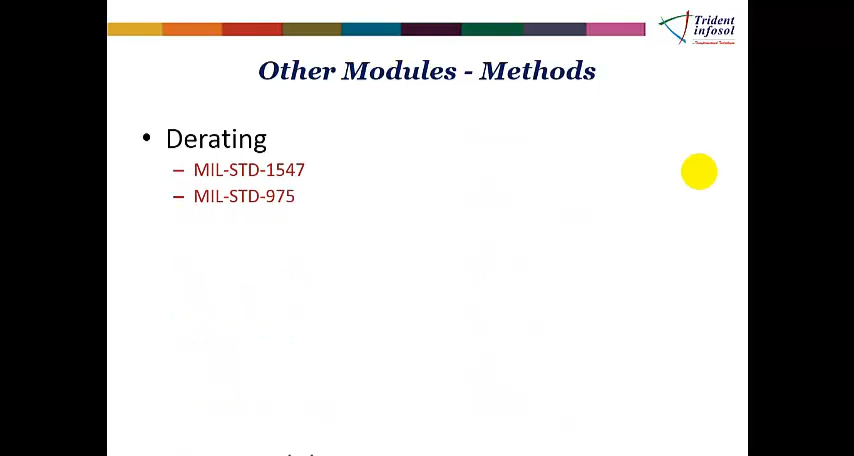 Trident
infosol
Other Modules - Methods
• Derating
– MIL-STD-1547
– MIL-STD-975